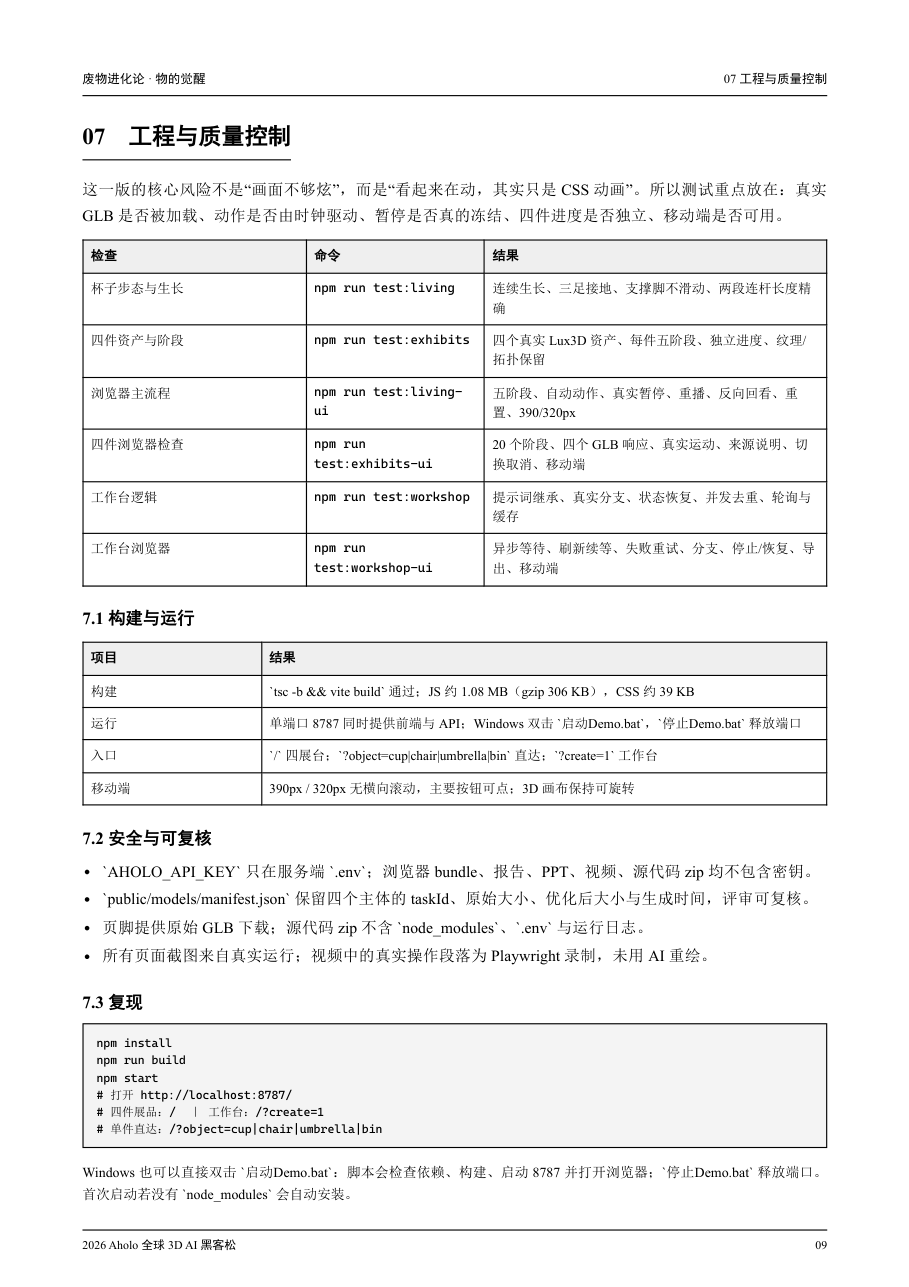 废物进化论 · 物的觉醒
07 工程与质量控制
07 工程与质量控制
这一版的核心风险不是“画面不够炫”，而是“看起来在动，其实只是 CSS 动画”。所以测试重点放在：真实
GLB 是否被加载、动作是否由时钟驱动、暂停是否真的冻结、四件进度是否独立、移动端是否可用。
检查 命令 结果
杯子步态与生长 npm run test:living 连续生长、三足接地、支撑脚不滑动、两段连杆长度精
确
四件资产与阶段 npm run test:exhibits 四个真实 Lux3D 资产、每件五阶段、独立进度、纹理/
拓扑保留
浏览器主流程 npm run test:living- 五阶段、自动动作、真实暂停、重播、反向回看、重
ui 置、390/320px
四件浏览器检查 npm run 20 个阶段、四个 GLB 响应、真实运动、来源说明、切
test:exhibits-ui 换取消、移动端
工作台逻辑 npm run test:workshop 提示词继承、真实分支、状态恢复、并发去重、轮询与
缓存
工作台浏览器 npm run 异步等待、刷新续等、失败重试、分支、停止/恢复、导
test:workshop-ui 出、移动端
7.1 构建与运行
项目 结果
构建 `tsc -b && vite build` 通过；JS 约 1.08 MB（gzip 306 KB），CSS 约 39 KB
运行 单端口 8787 同时提供前端与 API；Windows 双击 `启动Demo.bat`，`停止Demo.bat` 释放端口
入口 `/` 四展台；`?object=cup|chair|umbrella|bin` 直达；`?create=1` 工作台
移动端 390px / 320px 无横向滚动，主要按钮可点；3D 画布保持可旋转
7.2 安全与可复核
• `AHOLO_API_KEY` 只在服务端 `.env`；浏览器 bundle、报告、PPT、视频、源代码 zip 均不包含密钥。
• `public/models/manifest.json` 保留四个主体的 taskId、原始大小、优化后大小与生成时间，评审可复核。
• 页脚提供原始 GLB 下载；源代码 zip 不含 `node_modules`、`.env` 与运行日志。
• 所有页面截图来自真实运行；视频中的真实操作段落为 Playwright 录制，未用 AI 重绘。
7.3 复现
npm install
npm run build
npm start
# 打开 http://localhost:8787/
# 四件展品：/ ｜ 工作台：/?create=1
# 单件直达：/?object=cup|chair|umbrella|bin
Windows 也可以直接双击 `启动Demo.bat`：脚本会检查依赖、构建、启动 8787 并打开浏览器；`停止Demo.bat` 释放端口。
首次启动若没有 `node_modules` 会自动安装。
2026 Aholo 全球 3D AI 黑客松
09